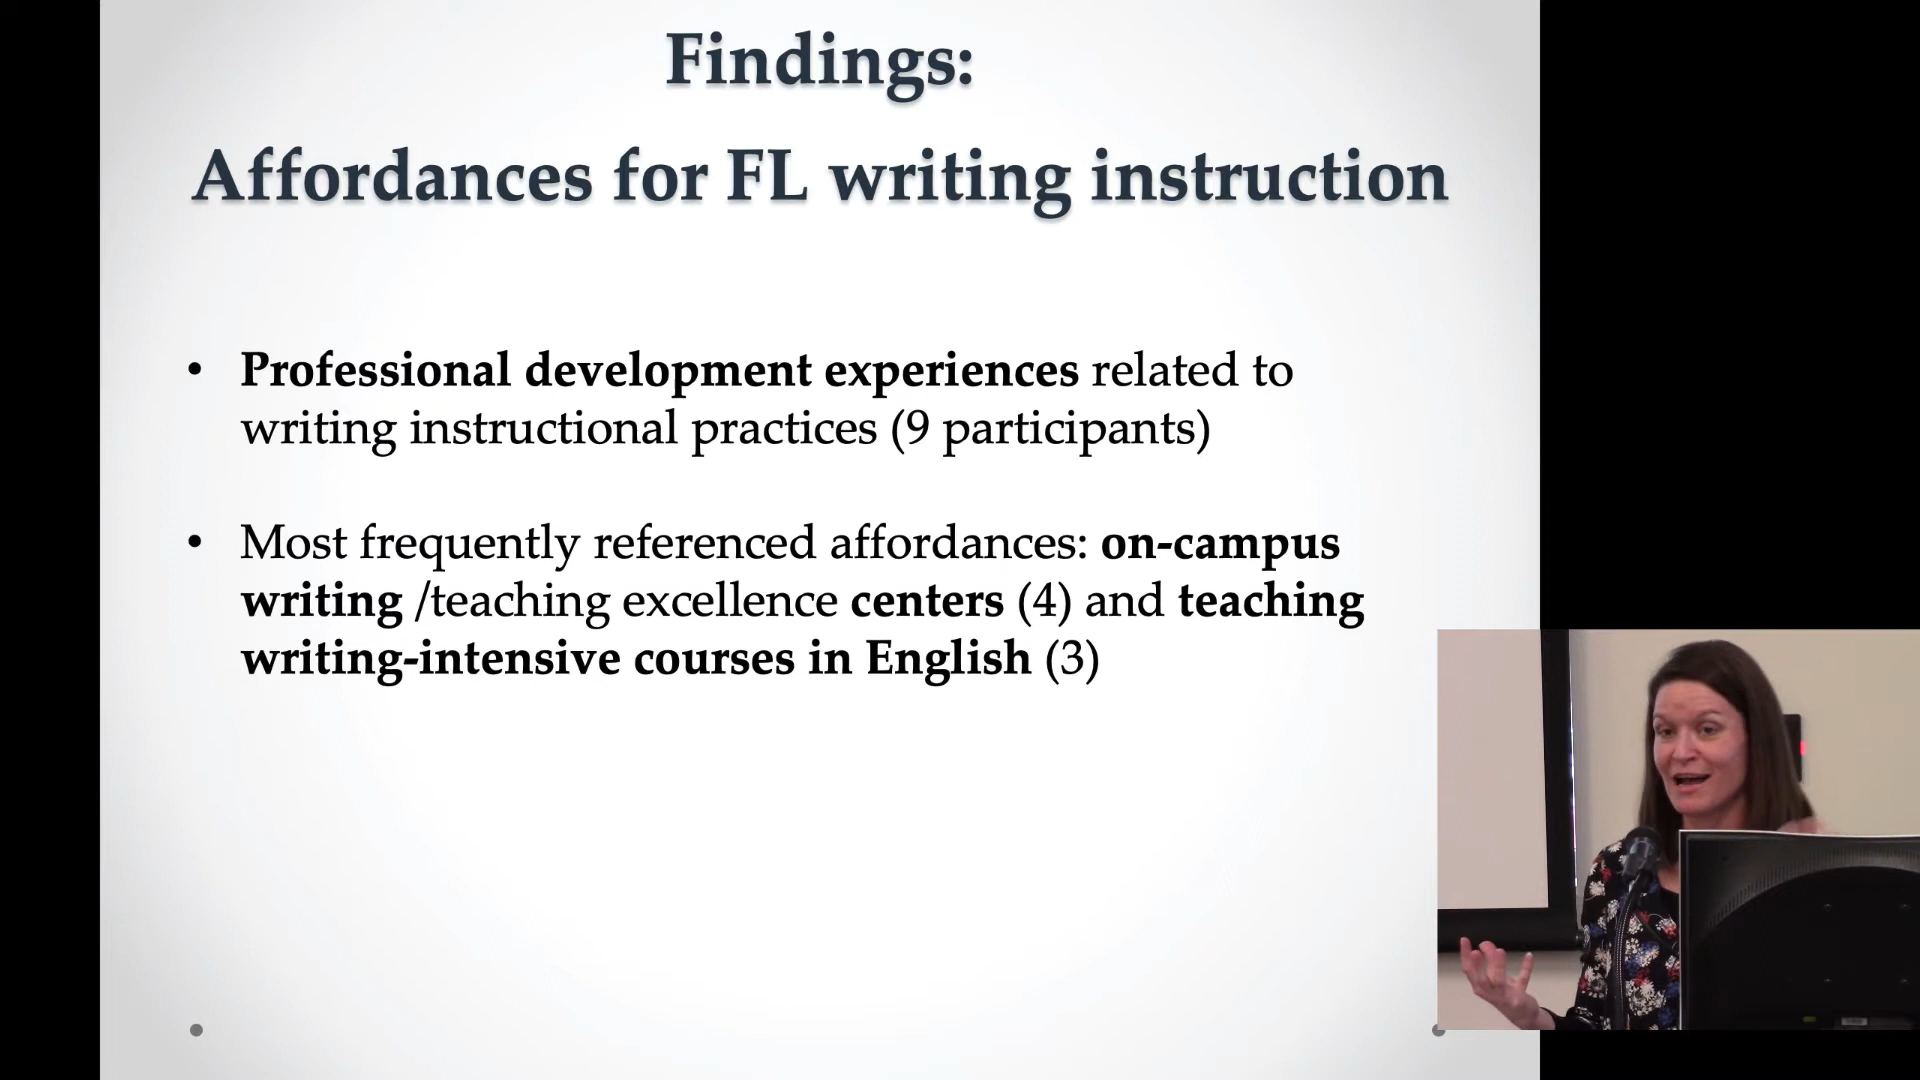 Findings:
Affordances for FL writing instruction
• Professional development experiences related to
writing instructional practices (9 participants)
• Most frequently referenced affordances: on-campus
writing /teaching excellence centers (4) and teaching
writing-intensive courses in English (3)